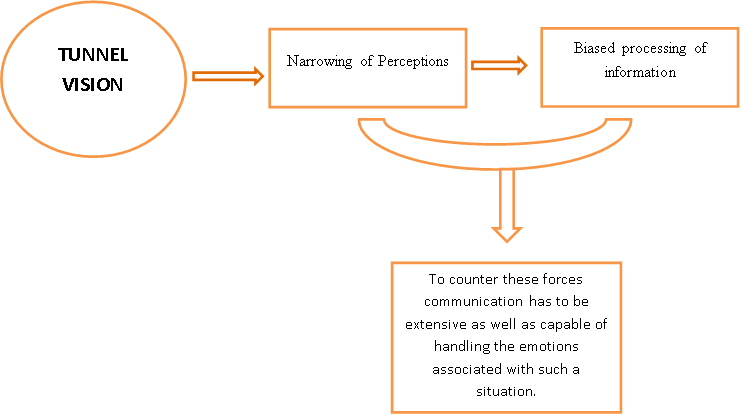 TUNNEL
VISION
Narrowing of Perceptions
Biased processing of
information
To counter these forces
communication has to be
extensive as well as capable of
handling the emotions
associated with such a
situation.